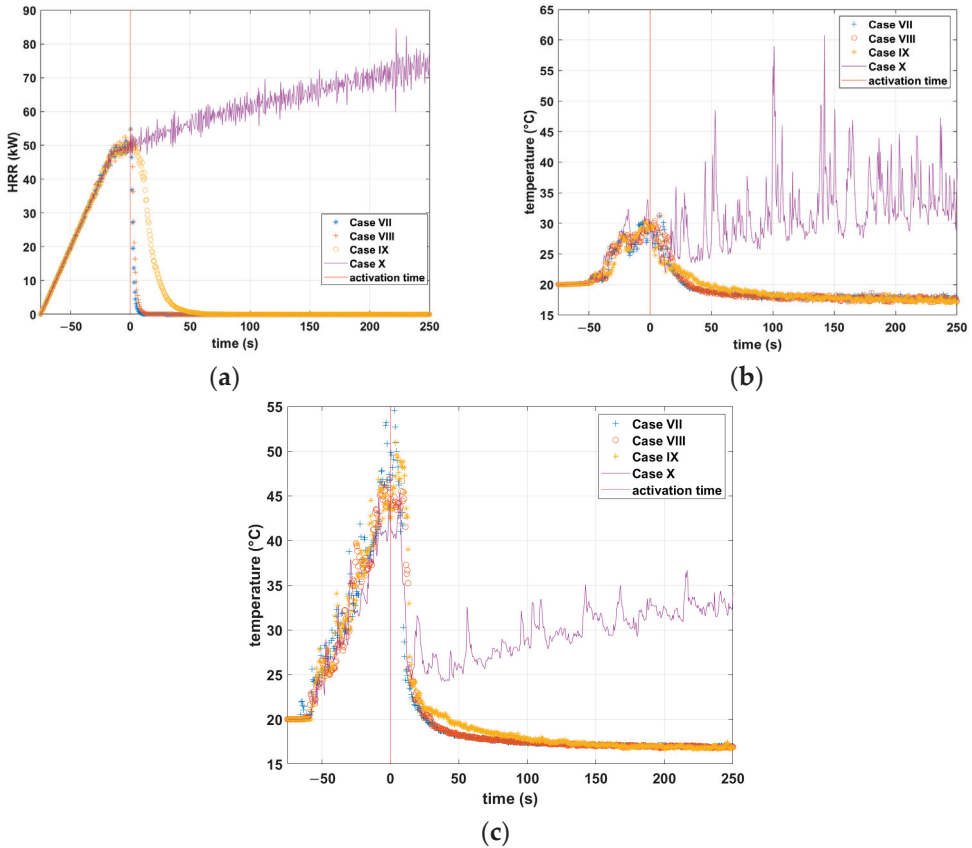 90
80
70
60
50
40
30
20
10
0
HRR (kW)
Case VII
Case VIII
Case IX
Case X
activation time
−50 0 50 100 150 200 250
time (s)
(a)
65
60
55
50
45
40
35
30
25
20
15
temperature (°C)
Case VII
Case VIII
Case IX
Case X
activation time
−50 0 50 100 150 200 250
time (s)
(b)
55
50
45
40
35
30
25
20
15
temperature (°C)
Case VII
Case VIII
Case IX
Case X
activation time
−50 0 50 100 150 200 250
time (s)
(c)